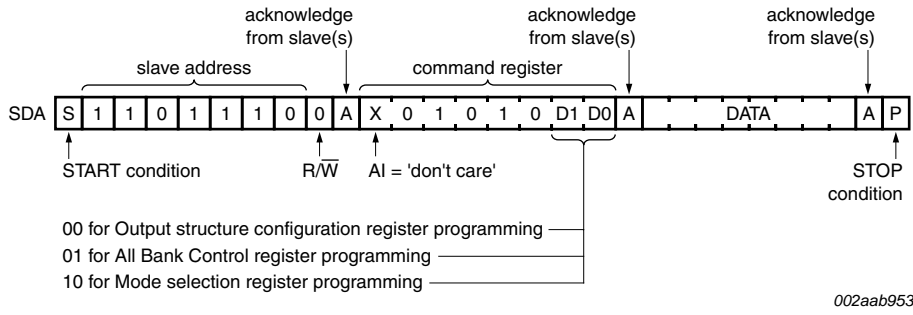 acknowledge from slave(s)
acknowledge from slave(s)
acknowledge from slave(s)
slave address
command register
SDA S 1 1 0 1 1 1 0 0 A X 0 1 0 1 0 D1 D0 A DATA A P
START condition
R/W̅
AI = 'don't care'
STOP condition
00 for Output structure configuration register programming
01 for All Bank Control register programming
10 for Mode selection register programming
002aab953